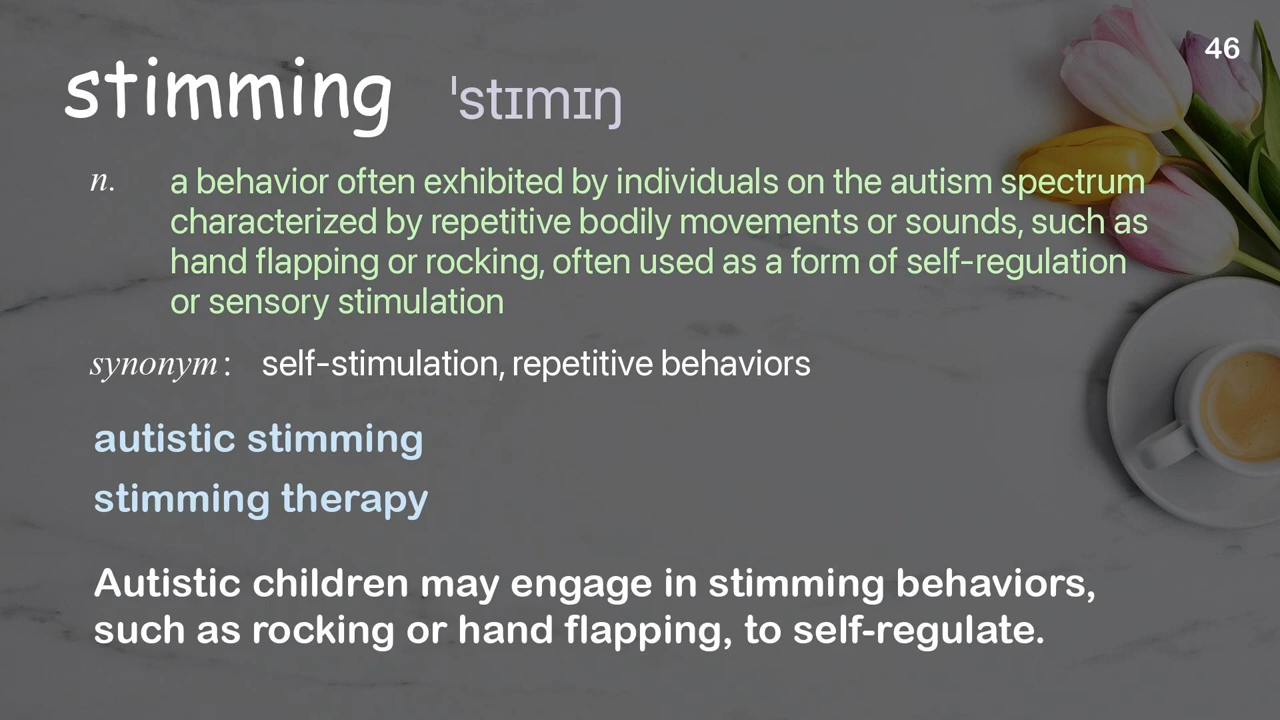 46
stimming ˈstɪmɪŋ
n. a behavior often exhibited by individuals on the autism spectrum
characterized by repetitive bodily movements or sounds, such as
hand flapping or rocking, often used as a form of self-regulation
or sensory stimulation
synonym: self-stimulation, repetitive behaviors
autistic stimming
stimming therapy
Autistic children may engage in stimming behaviors,
such as rocking or hand flapping, to self-regulate.